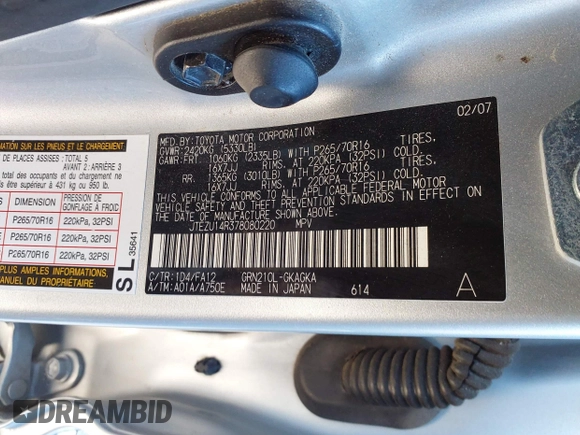 02/07
MFD.BY:TOYOTA MOTOR CORPORATION
GVWR:2420KG (5330LB)
GAWR:FRT. 1060KG (2335LB) WITH P265/70R16 TIRES,
16X7JJ RIMS, AT 220KPA (32PSI) COLD.
RR. 1365KG (3010LB) WITH P265/70R16 TIRES,
16X7JJ RIMS, AT 220KPA (32PSI) COLD.
THIS VEHICLE CONFORMS TO ALL APPLICABLE FEDERAL MOTOR
VEHICLE SAFETY AND THEFT PREVENTION STANDARDS IN EFFECT ON
THE DATE OF MANUFACTURE SHOWN ABOVE.
JTEZU14R378080220 MPV
C/TR:1D4/FA12 GRN210L-GKAGKA
A/TM:A01A/A750E MADE IN JAPAN 614 A
RMATION SUR LES PNEUS ET LE CHARGEMENT
DE PLACES ASSISES: TOTAL 5
AVANT 2: ARRIÈRE 3
et du chargement ne
être supérieur à 431 kg ou 950 lb.
DIMENSION PRESSION DE GONFLAGE À FROID
P265/70R16 220kPa, 32PSI
P265/70R16 220kPa, 32PSI
P265/70R16 220kPa, 32PSI
PLUS AMPLES INFORMATIONS,
MANUEL DU PROPRIÉTAIRE
SL 35641
DREAMBID